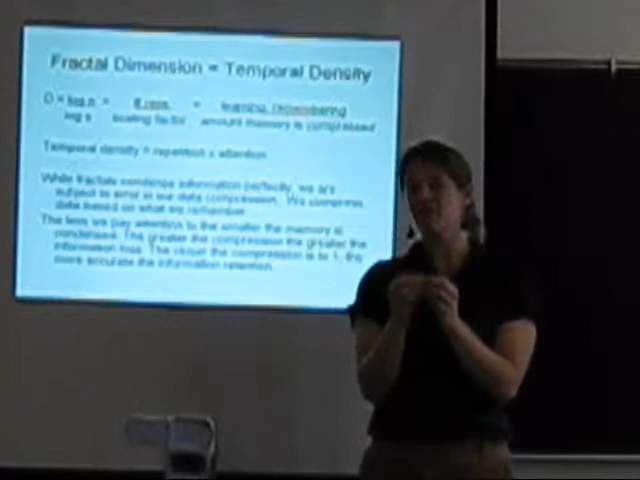 Fractal Dimension = Temporal Density
D = log n = # reps. = learning, remembering
log s scaling factor amount memory is compressed
Temporal density = repetition x attention
While fractals condense information perfectly, we are
subject to error in our data compression. We compress
data based on what we remember
The less we pay attention to the smaller the memory is
condensed. The greater the compression the greater the
information loss. The closer the compression is to 1, the
more accurate the information retention.